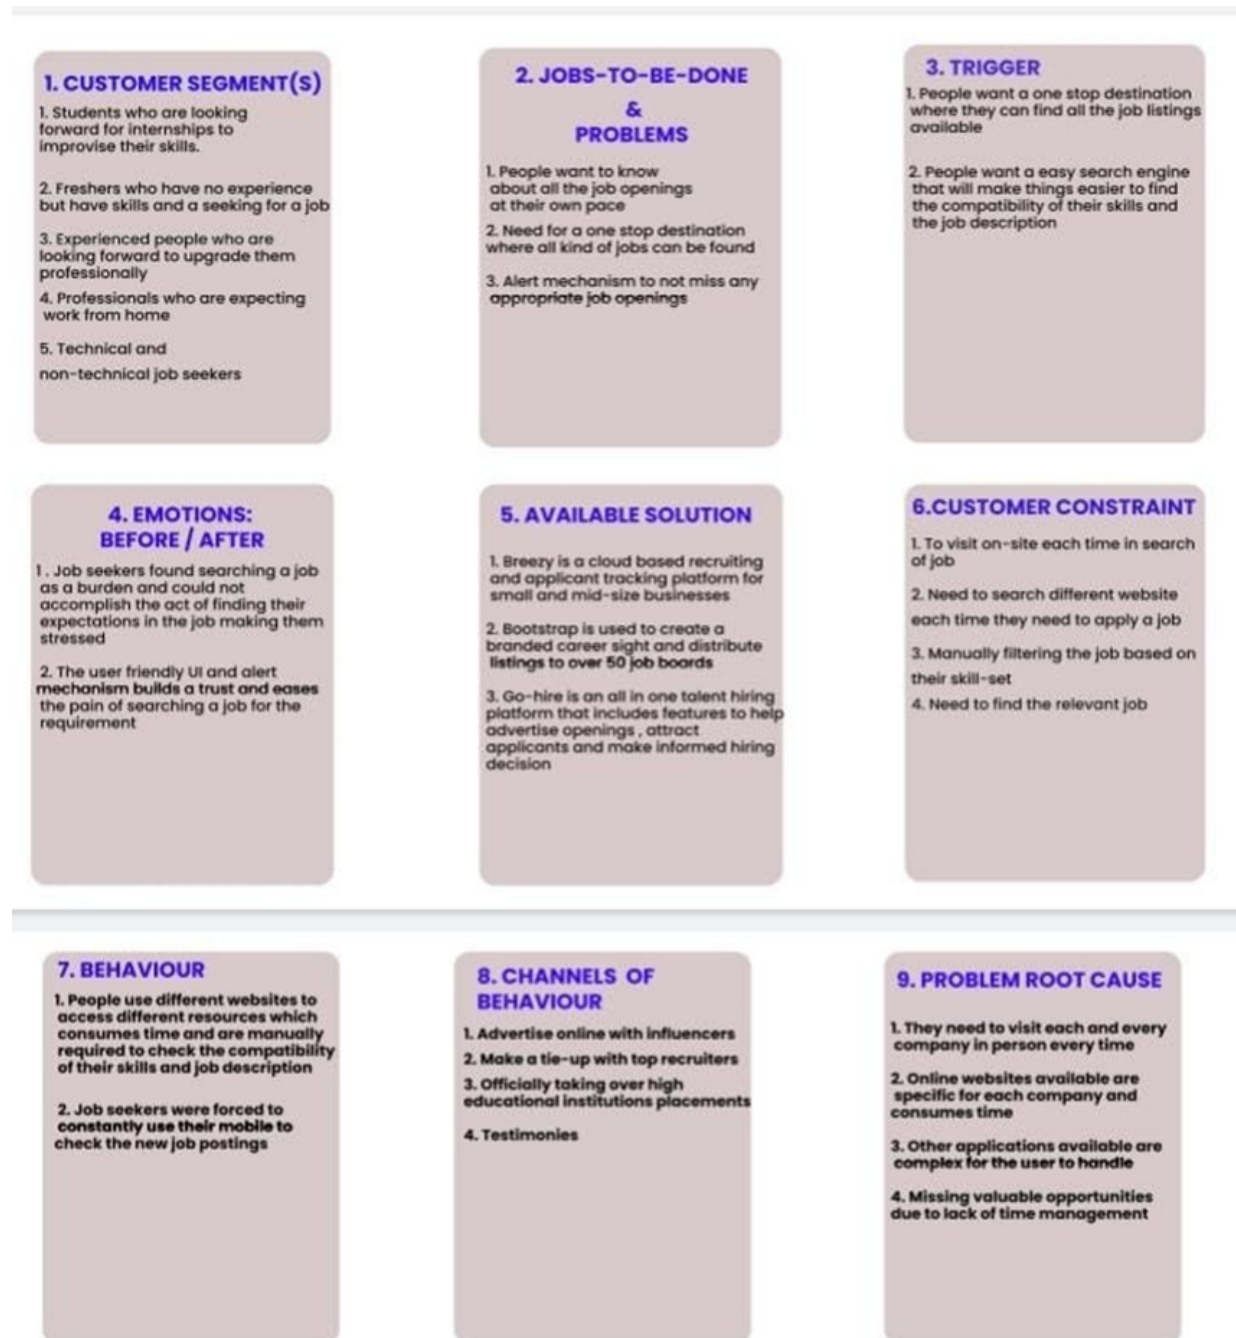 1. CUSTOMER SEGMENT(S)
1. Students who are looking
forward for internships to
improvise their skills.
2. Freshers who have no experience
but have skills and a seeking for a job
3. Experienced people who are
looking forward to upgrade them
professionally
4. Professionals who are expecting
work from home
5. Technical and
non-technical job seekers
2. JOBS-TO-BE-DONE
&
PROBLEMS
1. People want to know
about all the job openings
at their own pace
2. Need for a one stop destination
where all kind of jobs can be found
3. Alert mechanism to not miss any
appropriate job openings
3. TRIGGER
1. People want a one stop destination
where they can find all the job listings
available
2. People want a easy search engine
that will make things easier to find
the compatibility of their skills and
the job description
4. EMOTIONS:
BEFORE / AFTER
1 . Job seekers found searching a job
as a burden and could not
accomplish the act of finding their
expectations in the job making them
stressed
2. The user friendly UI and alert
mechanism builds a trust and eases
the pain of searching a job for the
requirement
5. AVAILABLE SOLUTION
1. Breezy is a cloud based recruiting
and applicant tracking platform for
small and mid-size businesses
2. Bootstrap is used to create a
branded career sight and distribute
listings to over 50 job boards
3. Go-hire is an all in one talent hiring
platform that includes features to help
advertise openings , attract
applicants and make informed hiring
decision
6.CUSTOMER CONSTRAINT
1. To visit on-site each time in search
of job
2. Need to search different website
each time they need to apply a job
3. Manually filtering the job based on
their skill-set
4. Need to find the relevant job
7. BEHAVIOUR
1. People use different websites to
access different resources which
consumes time and are manually
required to check the compatibility
of their skills and job description
2. Job seekers were forced to
constantly use their mobile to
check the new job postings
8. CHANNELS OF
BEHAVIOUR
1. Advertise online with influencers
2. Make a tie-up with top recruiters
3. Officially taking over high
educational institutions placements
4. Testimonies
9. PROBLEM ROOT CAUSE
1. They need to visit each and every
company in person every time
2. Online websites available are
specific for each company and
consumes time
3. Other applications available are
complex for the user to handle
4. Missing valuable opportunities
due to lack of time management